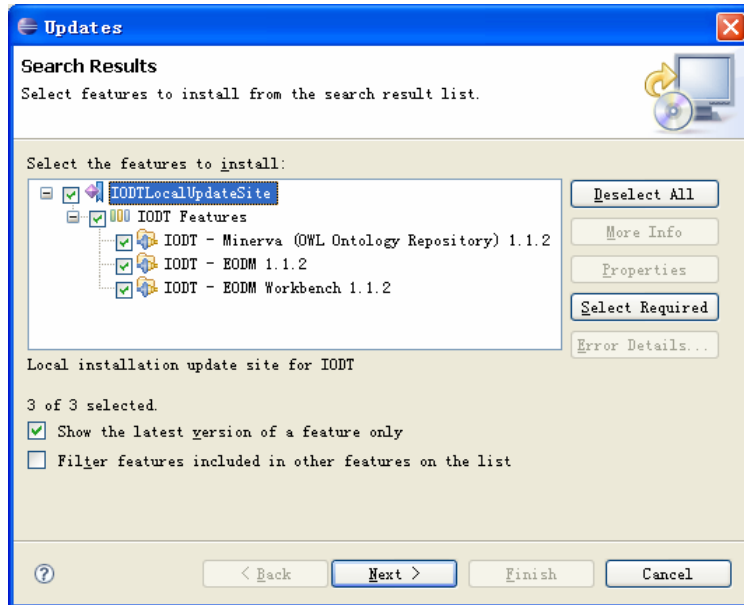 Updates
Search Results
Select features to install from the search result list.
Select the features to install:
IODTLocalUpdateSite
Deselect All
IODT Features
IODT - Minerva (OWL Ontology Repository) 1.1.2
More Info
IODT - EODM 1.1.2
Properties
IODT - EODM Workbench 1.1.2
Select Required
Error Details...
Local installation update site for IODT
3 of 3 selected.
Show the latest version of a feature only
Filter features included in other features on the list
? < Back Next > Finish Cancel